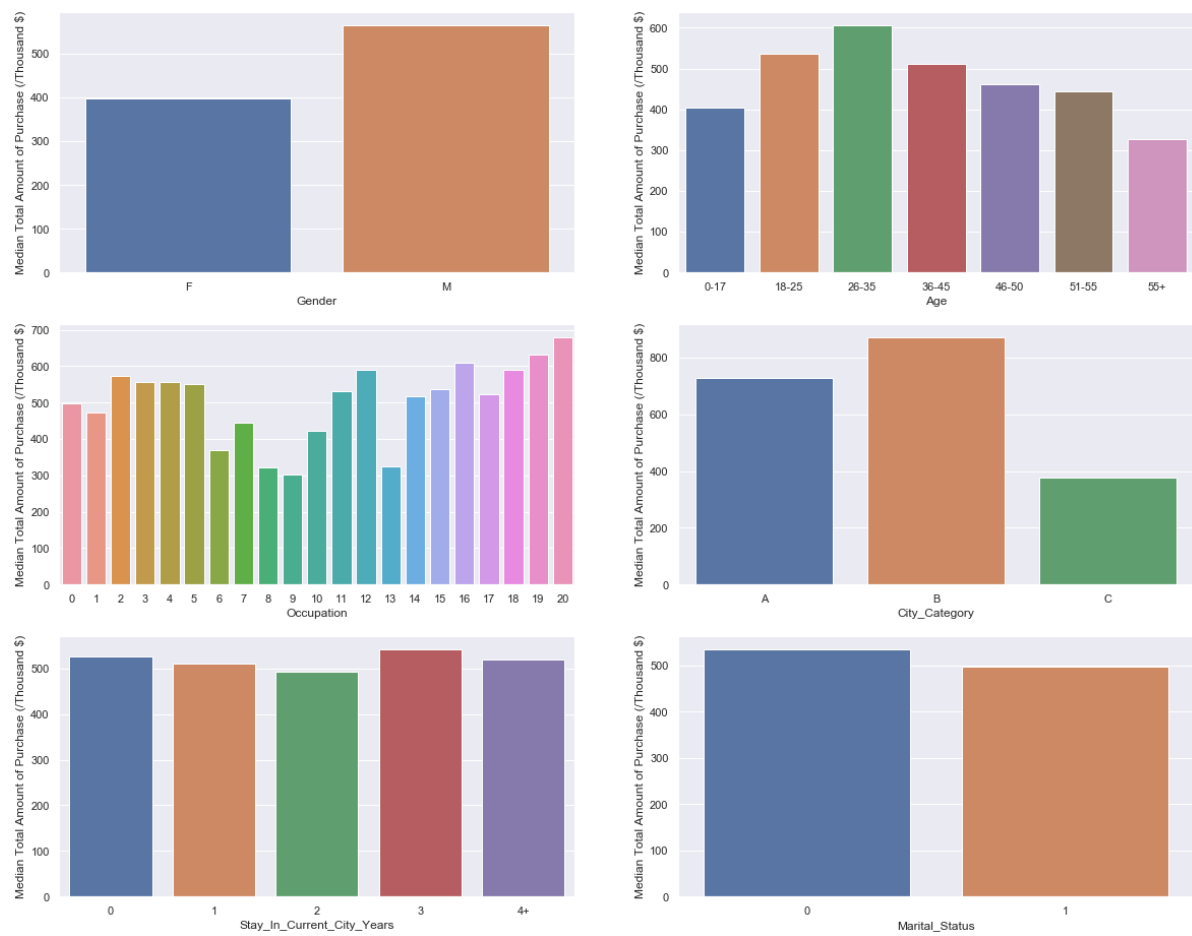 Median Total Amount of Purchase (/Thousand $)
500
400
300
200
100
0
F M
Gender
Median Total Amount of Purchase (/Thousand $)
600
500
400
300
200
100
0
0-17 18-25 26-35 36-45 46-50 51-55 55+
Age
Median Total Amount of Purchase (/Thousand $)
700
600
500
400
300
200
100
0
0 1 2 3 4 5 6 7 8 9 10 11 12 13 14 15 16 17 18 19 20
Occupation
Median Total Amount of Purchase (/Thousand $)
800
600
400
200
0
A B C
City_Category
Median Total Amount of Purchase (/Thousand $)
500
400
300
200
100
0
0 1 2 3 4+
Stay_In_Current_City_Years
Median Total Amount of Purchase (/Thousand $)
500
400
300
200
100
0
0 1
Marital_Status